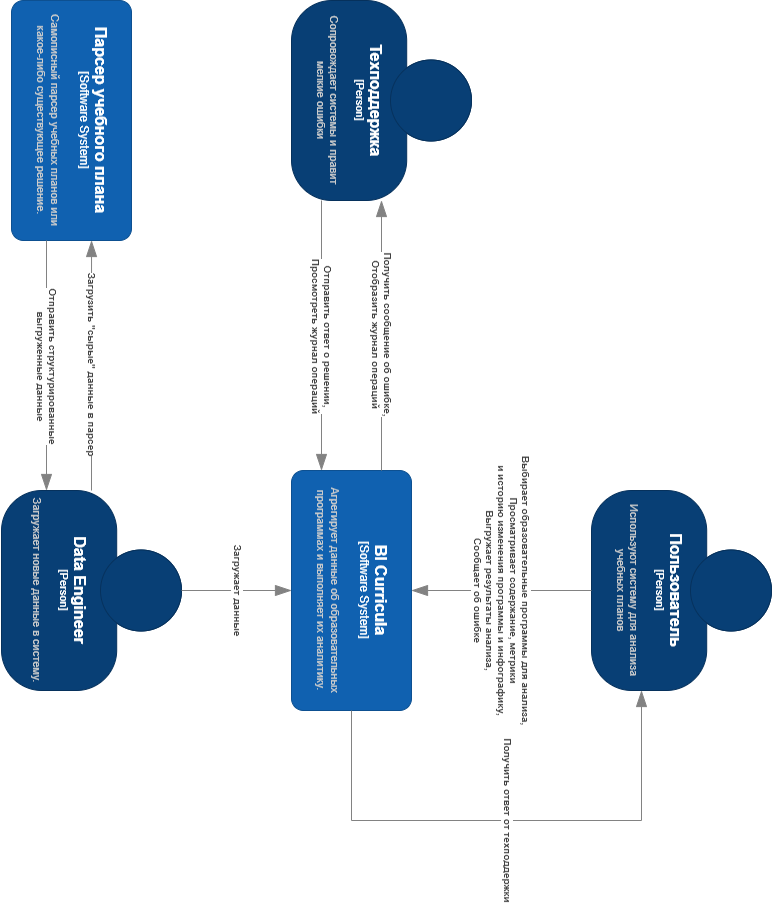 Пользователь
[Person]
Используют систему для анализа
учебных планов
Выбирает образовательные программы для анализа,
Просматривает содержание, метрики
и историю изменения программы и инфографику,
Выгружает результаты анализа,
Сообщает об ошибке
Получить ответ от техподдержки
Техподдержка
[Person]
Сопровождает системы и правит
мелкие ошибки
Получить сообщение об ошибке,
Отобразить журнал операций
Отправить ответ о решении,
Просмотреть журнал операций
BI Curricula
[Software System]
Агрегирует данные об образовательных
программах и выполняет их аналитику.
Загружает данные
Парсер учебного плана
[Software System]
Самописный парсер учебных планов или
какое-либо существующее решение.
Загрузить "сырые" данные в парсер
Отправить структурированные
выгруженные данные
Data Engineer
[Person]
Загружает новые данные в систему.